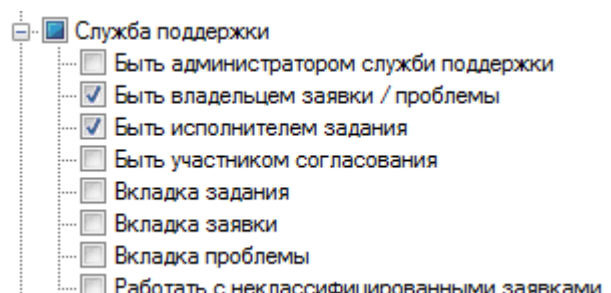 Служба поддержки
Быть администратором служби поддержки
Быть владельцем заявки / проблемы
Быть исполнителем задания
Быть участником согласования
Вкладка задания
Вкладка заявки
Вкладка проблемы
Работать с неклассифицированными заявками